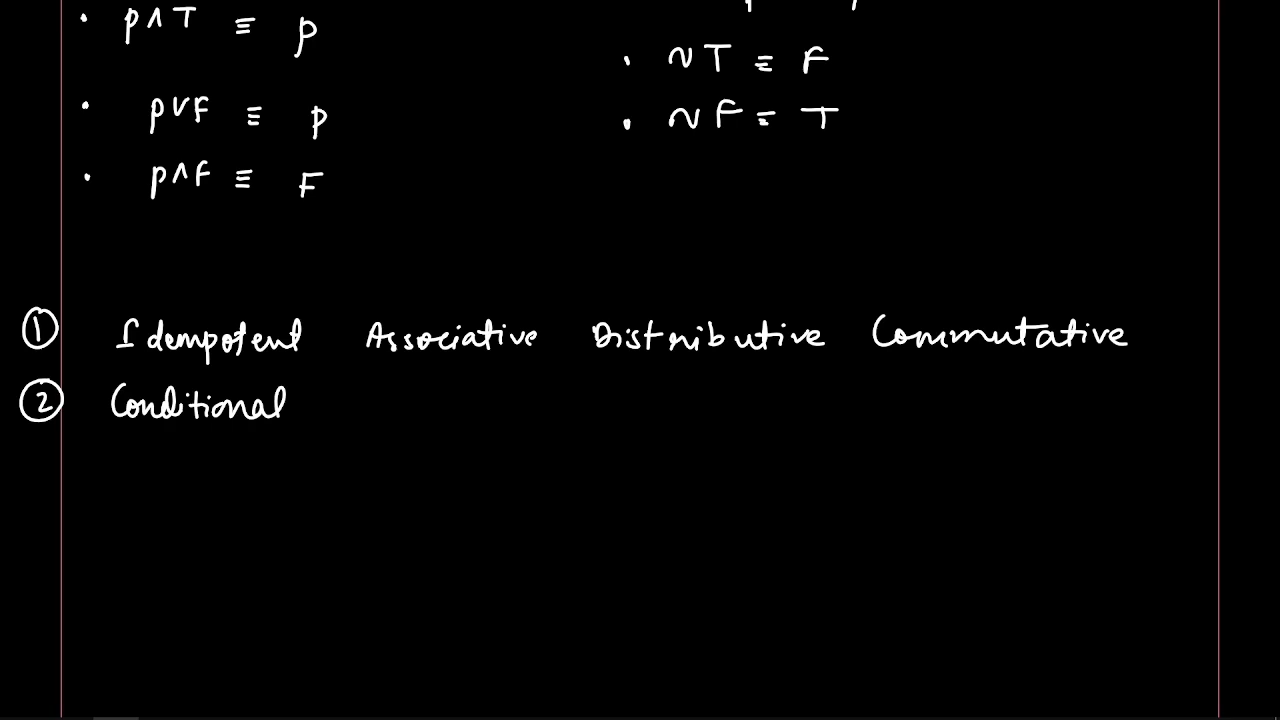 • p∧T ≡ p
• p∨F ≡ p
• p∧F ≡ F
• ~T ≡ F
• ~F ≡ T
① Idempotent Associative Distributive Commutative
② Conditional